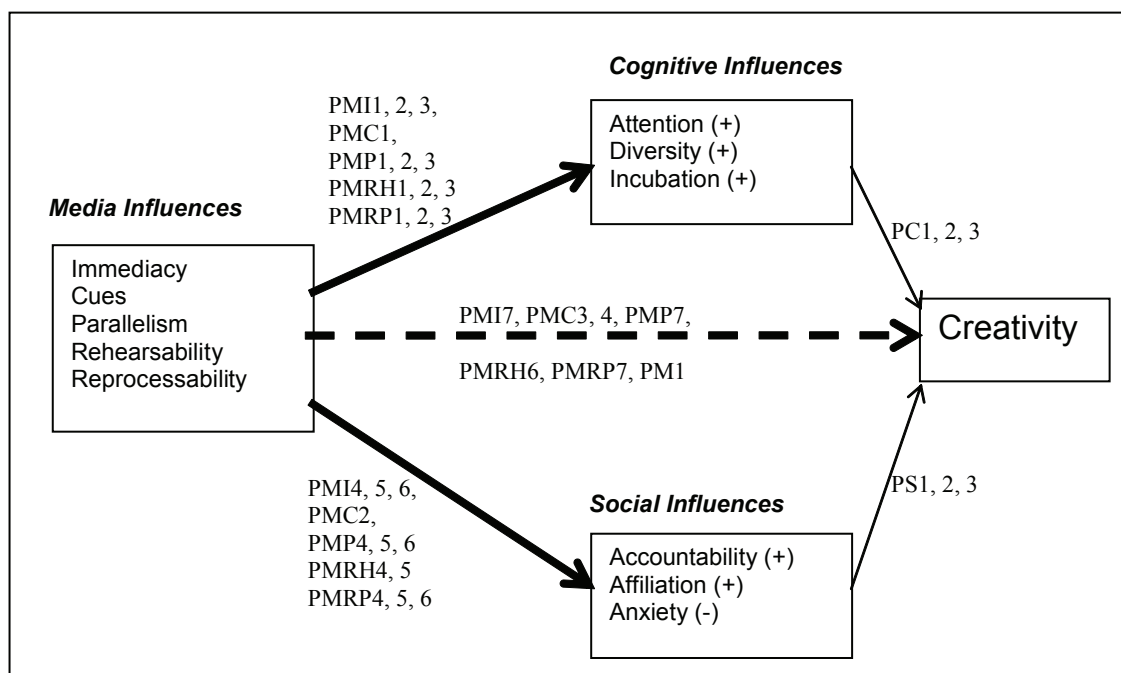 Cognitive Influences
PMI1, 2, 3,
PMC1,
PMP1, 2, 3
PMRH1, 2, 3
PMRP1, 2, 3
Attention (+)
Diversity (+)
Incubation (+)
Media Influences
Immediacy
Cues
Parallelism
Rehearsability
Reprocessability
PC1, 2, 3
PMI7, PMC3, 4, PMP7,
PMRH6, PMRP7, PM1
Creativity
PMI4, 5, 6,
PMC2,
PMP4, 5, 6
PMRH4, 5
PMRP4, 5, 6
Social Influences
Accountability (+)
Affiliation (+)
Anxiety (-)
PS1, 2, 3